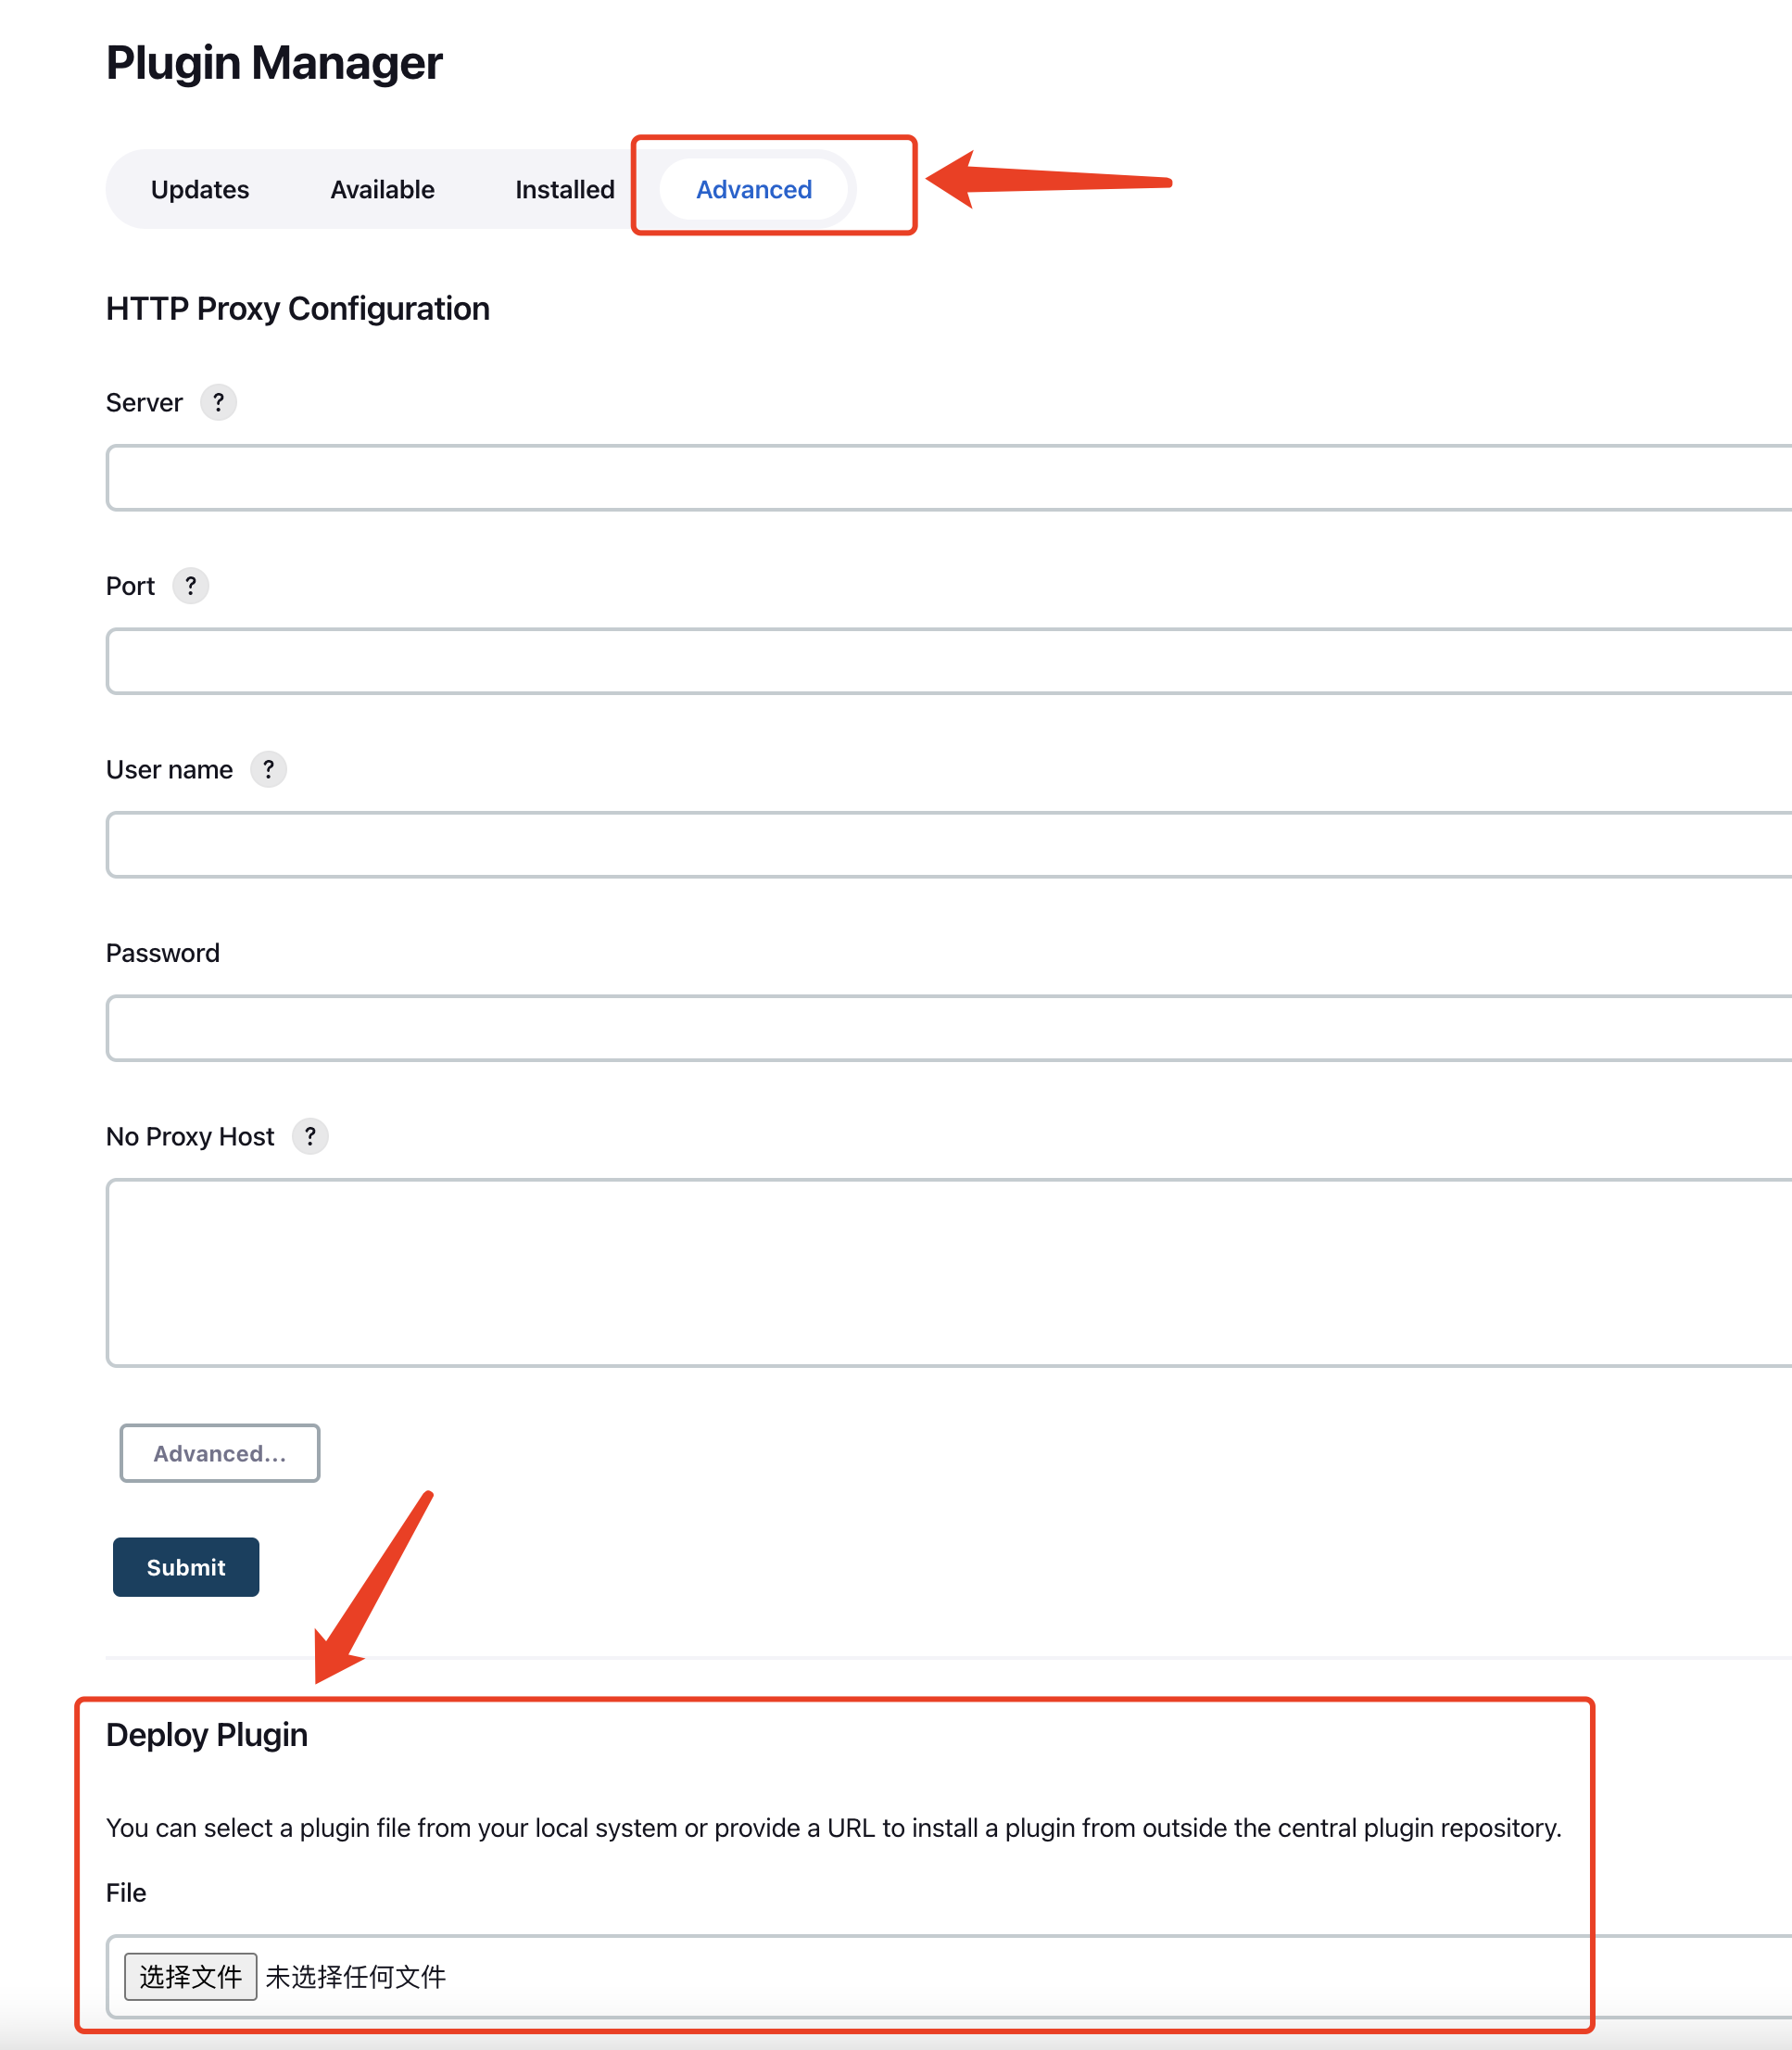 Plugin Manager
Updates Available Installed Advanced
HTTP Proxy Configuration
Server ?
Port ?
User name ?
Password
No Proxy Host ?
Advanced...
Submit
Deploy Plugin
You can select a plugin file from your local system or provide a URL to install a plugin from outside the central plugin repository.
File
选择文件 未选择任何文件